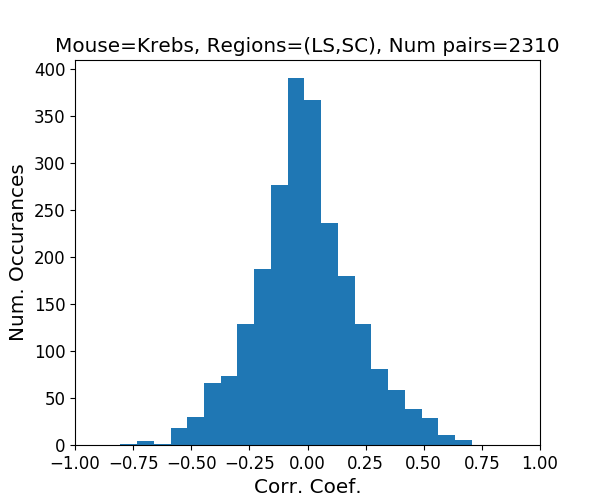 Mouse=Krebs, Regions=(LS,SC), Num pairs=2310
400
350
300
250
200
150
100
50
0
Num. Occurances
−1.00 −0.75 −0.50 −0.25 0.00 0.25 0.50 0.75 1.00
Corr. Coef.